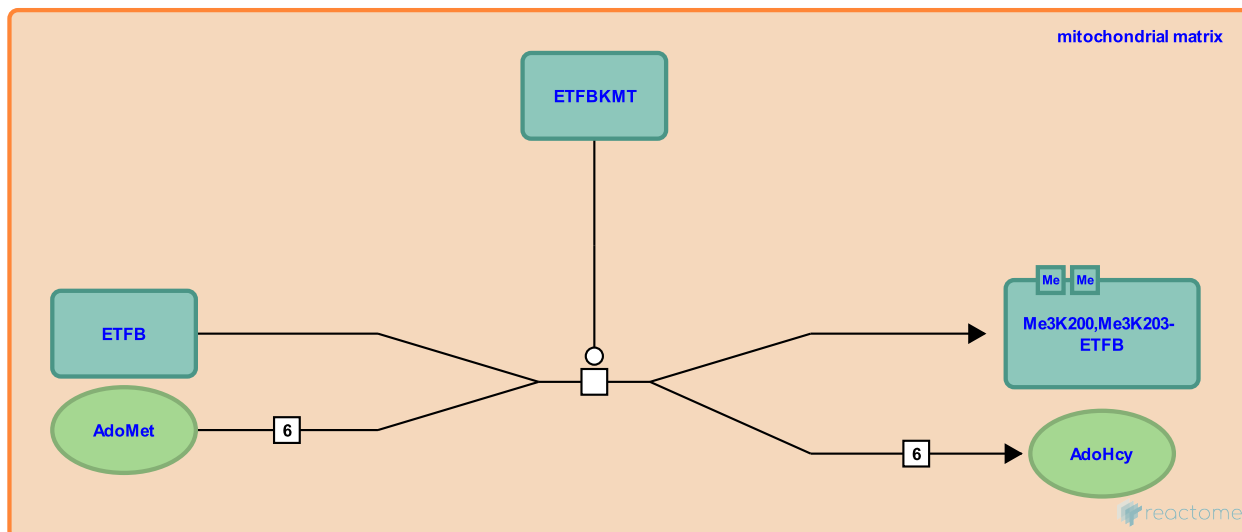 mitochondrial matrix
ETFBKMT
Me Me
ETFB
Me3K200,Me3K203-
ETFB
AdoMet
6
6
AdoHcy
reactome